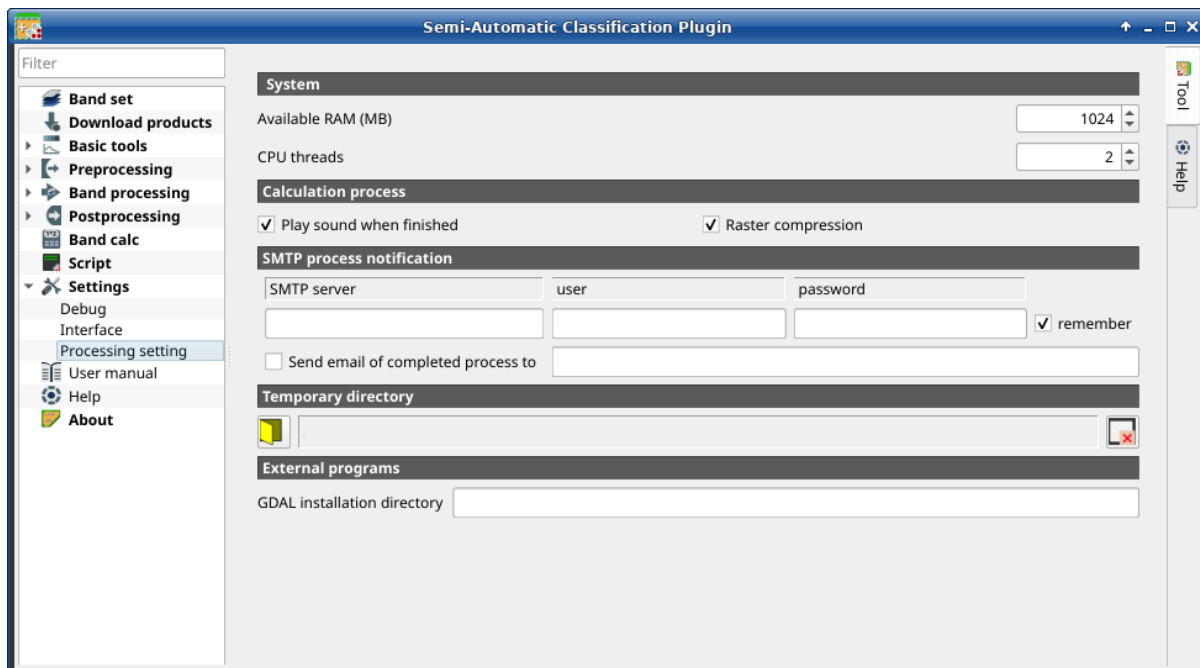 Semi-Automatic Classification Plugin
Filter
Band set
Download products
Basic tools
Preprocessing
Band processing
Postprocessing
Band calc
Script
Settings
Debug
Interface
Processing setting
User manual
Help
About
System
Available RAM (MB) 1024
CPU threads 2
Calculation process
Play sound when finished Raster compression
SMTP process notification
SMTP server user password
remember
Send email of completed process to
Temporary directory
External programs
GDAL installation directory
Tool
Help